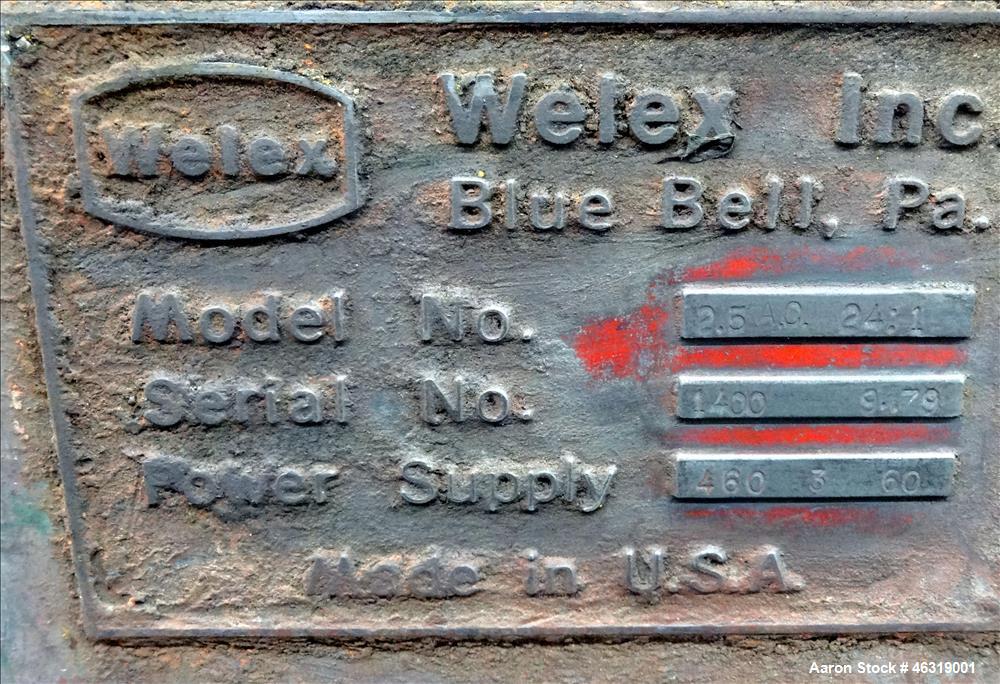 Welex
Welex Inc.
Blue Bell, Pa.
Model No. 2.5 A.O. 24:1
Serial No. 1400 9-79
Power Supply 460 3 60
Made in U.S.A.
Aaron Stock # 46319001